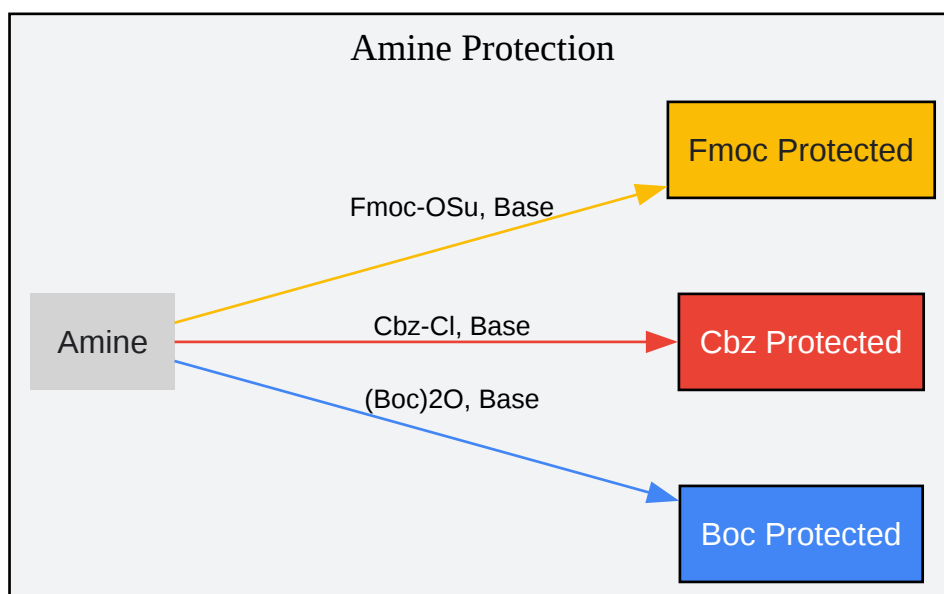 Amine Protection
Fmoc Protected
Fmoc-OSu, Base
Amine
Cbz-Cl, Base
Cbz Protected
(Boc)2O, Base
Boc Protected